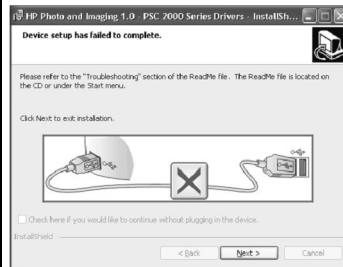 HP Photo and Imaging 1.0 - PSC 2000 Series Drivers - InstallSh...
Device setup has failed to complete.
Please refer to the "Troubleshooting" section of the ReadMe file. The ReadMe file is located on
the CD or under the Start menu.
Click Next to exit installation.
Check here if you would like to continue without plugging in the device.
InstallShield
< Back
Next >
Cancel